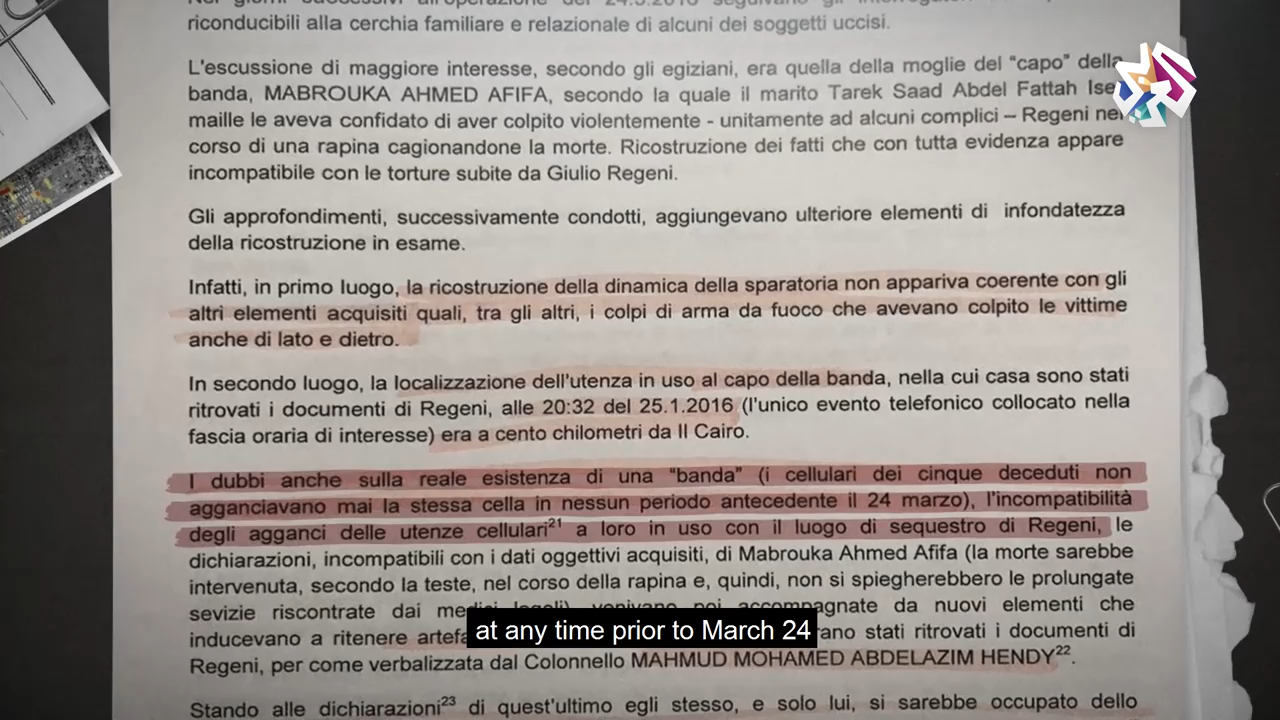 riconducibili alla cerchia familiare e relazionale di alcuni dei soggetti uccisi.
L'escussione di maggiore interesse, secondo gli egiziani, era quella della moglie del “capo” della
banda, MABROUKA AHMED AFIFA, secondo la quale il marito Tarek Saad Abdel Fattah
maille le aveva confidato di aver colpito violentemente - unitamente ad alcuni complici – Regeni
corso di una rapina cagionandone la morte. Ricostruzione dei fatti che con tutta evidenza appare
incompatibile con le torture subite da Giulio Regeni.
Gli approfondimenti, successivamente condotti, aggiungevano ulteriore elementi di infondatezza
della ricostruzione in esame.
Infatti, in primo luogo, la ricostruzione della dinamica della sparatoria non appariva coerente con gli
altri elementi acquisiti quali, tra gli altri, i colpi di arma da fuoco che avevano colpito le vittime
anche di lato e dietro.
In secondo luogo, la localizzazione dell'utenza in uso al capo della banda, nella cui casa sono stati
ritrovati i documenti di Regeni, alle 20:32 del 25.1.2016 (l'unico evento telefonico collocato nella
fascia oraria di interesse) era a cento chilometri da Il Cairo.
I dubbi anche sulla reale esistenza di una “banda” (i cellulari dei cinque deceduti non
agganciavano mai la stessa cella in nessun periodo antecedente il 24 marzo), l'incompatibilità
degli agganci delle utenze cellulari21 a loro in uso con il luogo di sequestro di Regeni, le
dichiarazioni, incompatibili con i dati oggettivi acquisiti, di Mabrouka Ahmed Afifa (la morte sarebbe
intervenuta, secondo la teste, nel corso della rapina e, quindi, non si spiegherebbero le prolungate
sevizie riscontrate dai da nuovi elementi che
inducevano a ritenere stati ritrovati i documenti di
at any time prior to March 24
Regeni, per come verbalizzata dal Colonnello MAHMUD MOHAMED ABDELAZIM HENDY22.
Stando alle dichiarazioni23 di quest'ultimo egli stesso, e solo lui, si sarebbe occupato dello